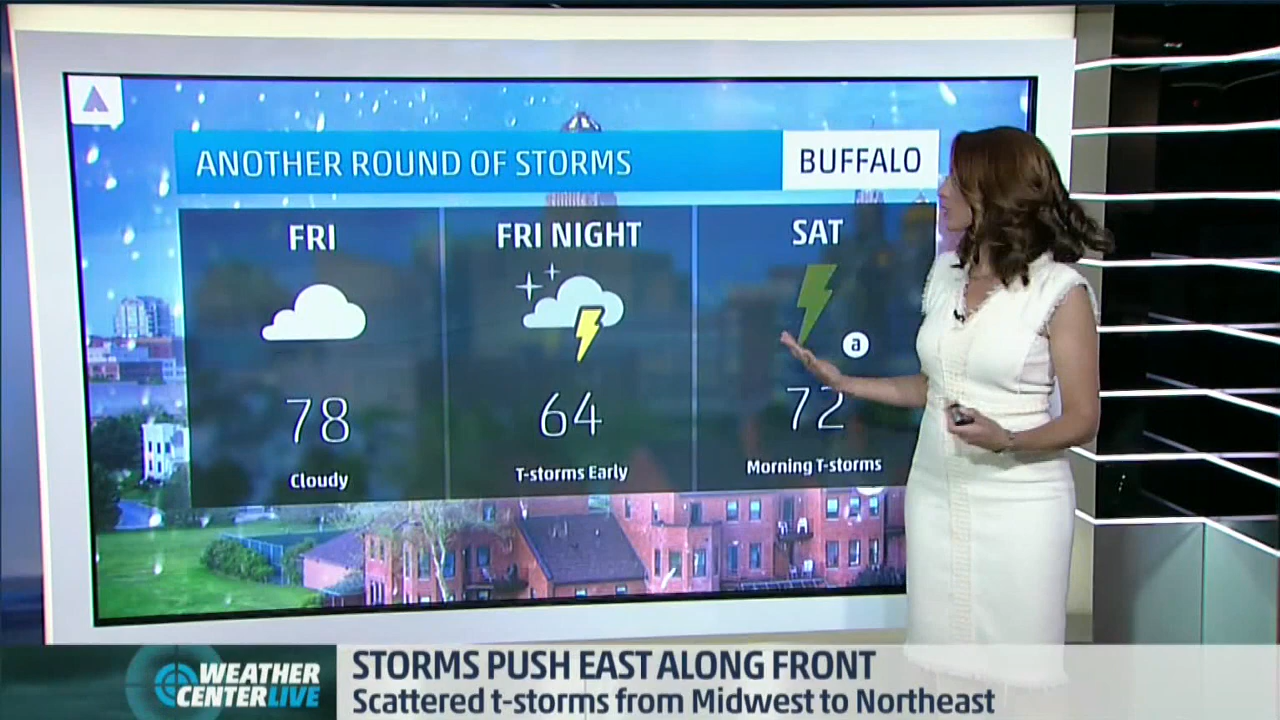 ANOTHER ROUND OF STORMS
BUFFALO
FRI
FRI NIGHT
SAT
a
78
64
72
Cloudy
T-storms Early
Morning T-storms
WEATHER
CENTER LIVE
STORMS PUSH EAST ALONG FRONT
Scattered t-storms from Midwest to Northeast